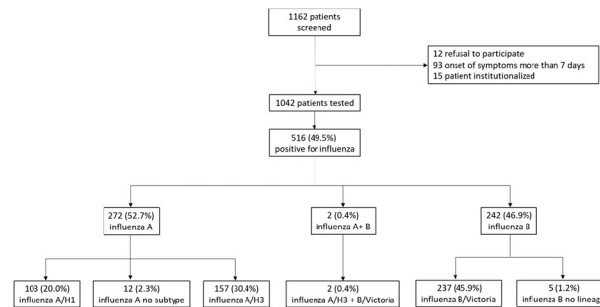 1162 patients
screened
12 refusal to participate
93 onset of symptoms more than 7 days
15 patient institutionalized
1042 patients tested
516 (49.5%)
positive for influenza
272 (52.7%)
influenza A
2 (0.4%)
influenza A+ B
242 (46.9%)
influenza B
103 (20.0%)
influenza A/H1
12 (2.3%)
influenza A no subtype
157 (30.4%)
influenza A/H3
2 (0.4%)
influenza A/H3 + B/Victoria
237 (45.9%)
influenza B/Victoria
5 (1.2%)
influenza B no lineag